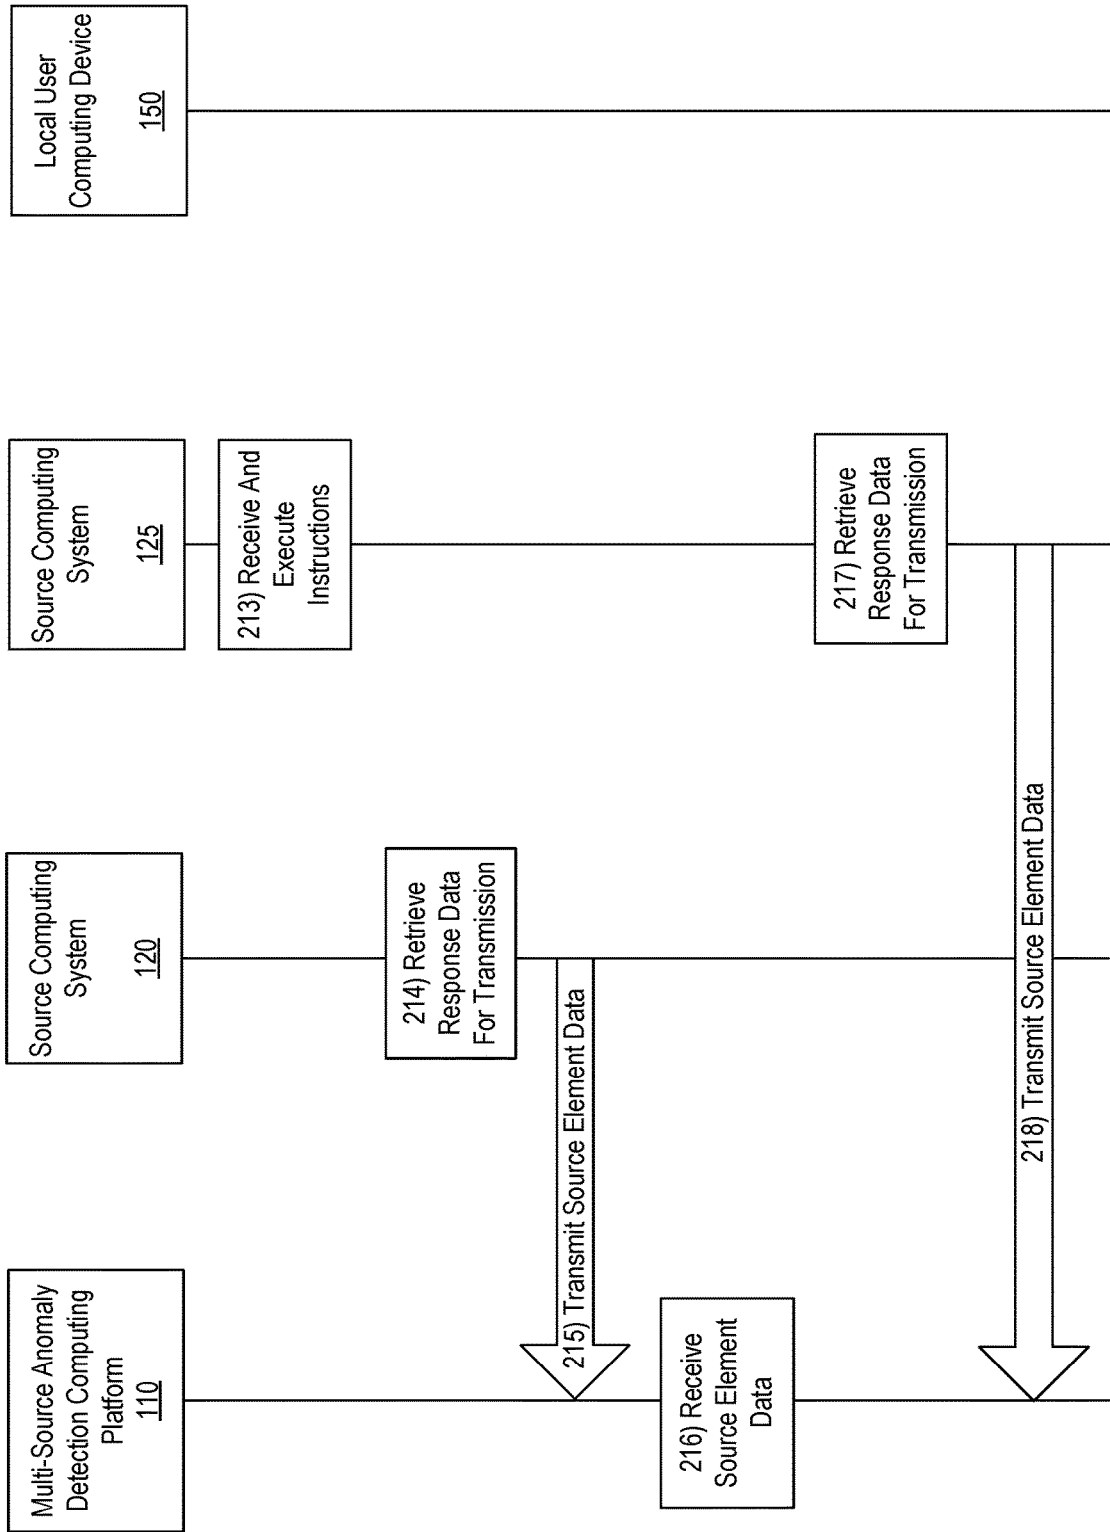 Multi-Source Anomaly
Detection Computing
Platform
110
Source Computing
System
120
Source Computing
System
125
Local User
Computing Device
150
213) Receive And
Execute
Instructions
214) Retrieve
Response Data
For Transmission
215) Transmit Source Element Data
216) Receive
Source Element
Data
217) Retrieve
Response Data
For Transmission
218) Transmit Source Element Data